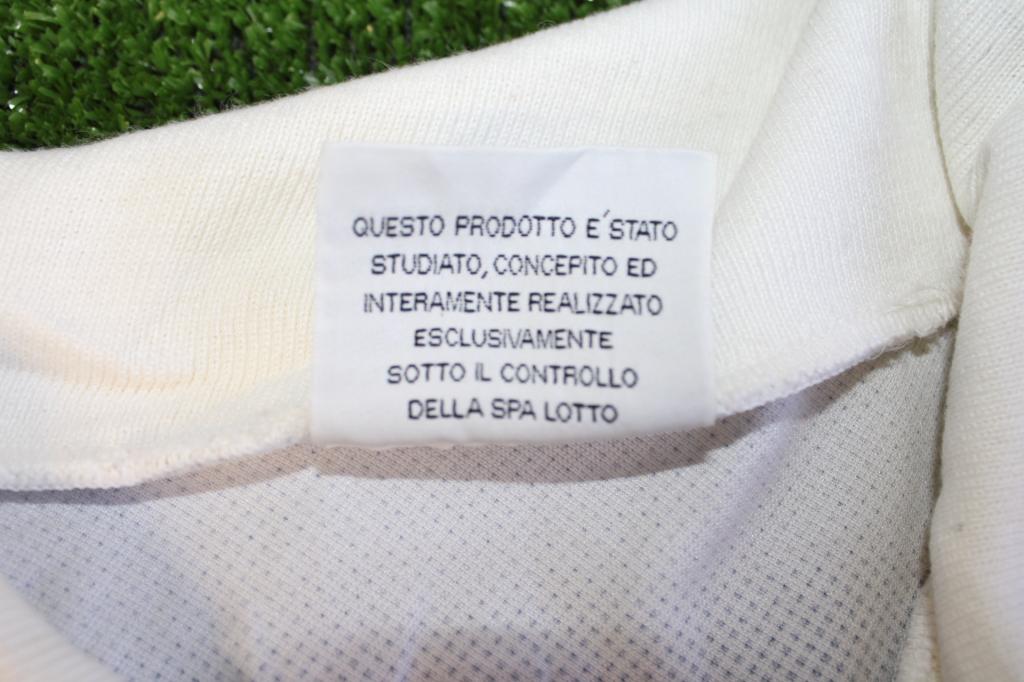 QUESTO PRODOTTO E´STATO
STUDIATO, CONCEPITO ED
INTERAMENTE REALIZZATO
ESCLUSIVAMENTE
SOTTO IL CONTROLLO
DELLA SPA LOTTO